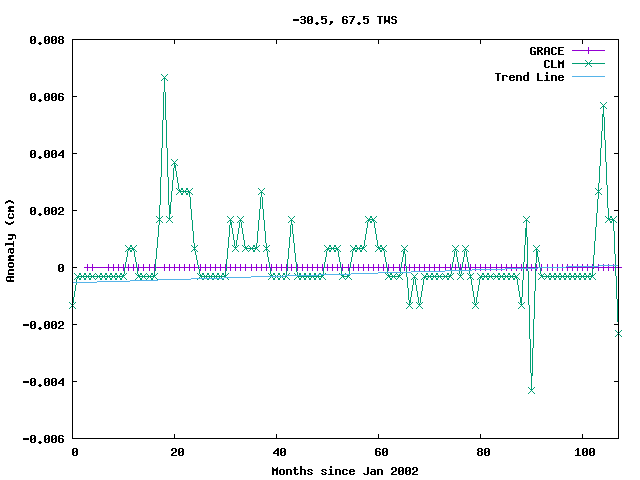 -30.5, 67.5 TWS
GRACE
CLM
Trend Line
0.008
0.006
0.004
0.002
0
-0.002
-0.004
-0.006
Anomaly (cm)
0 20 40 60 80 100
Months since Jan 2002